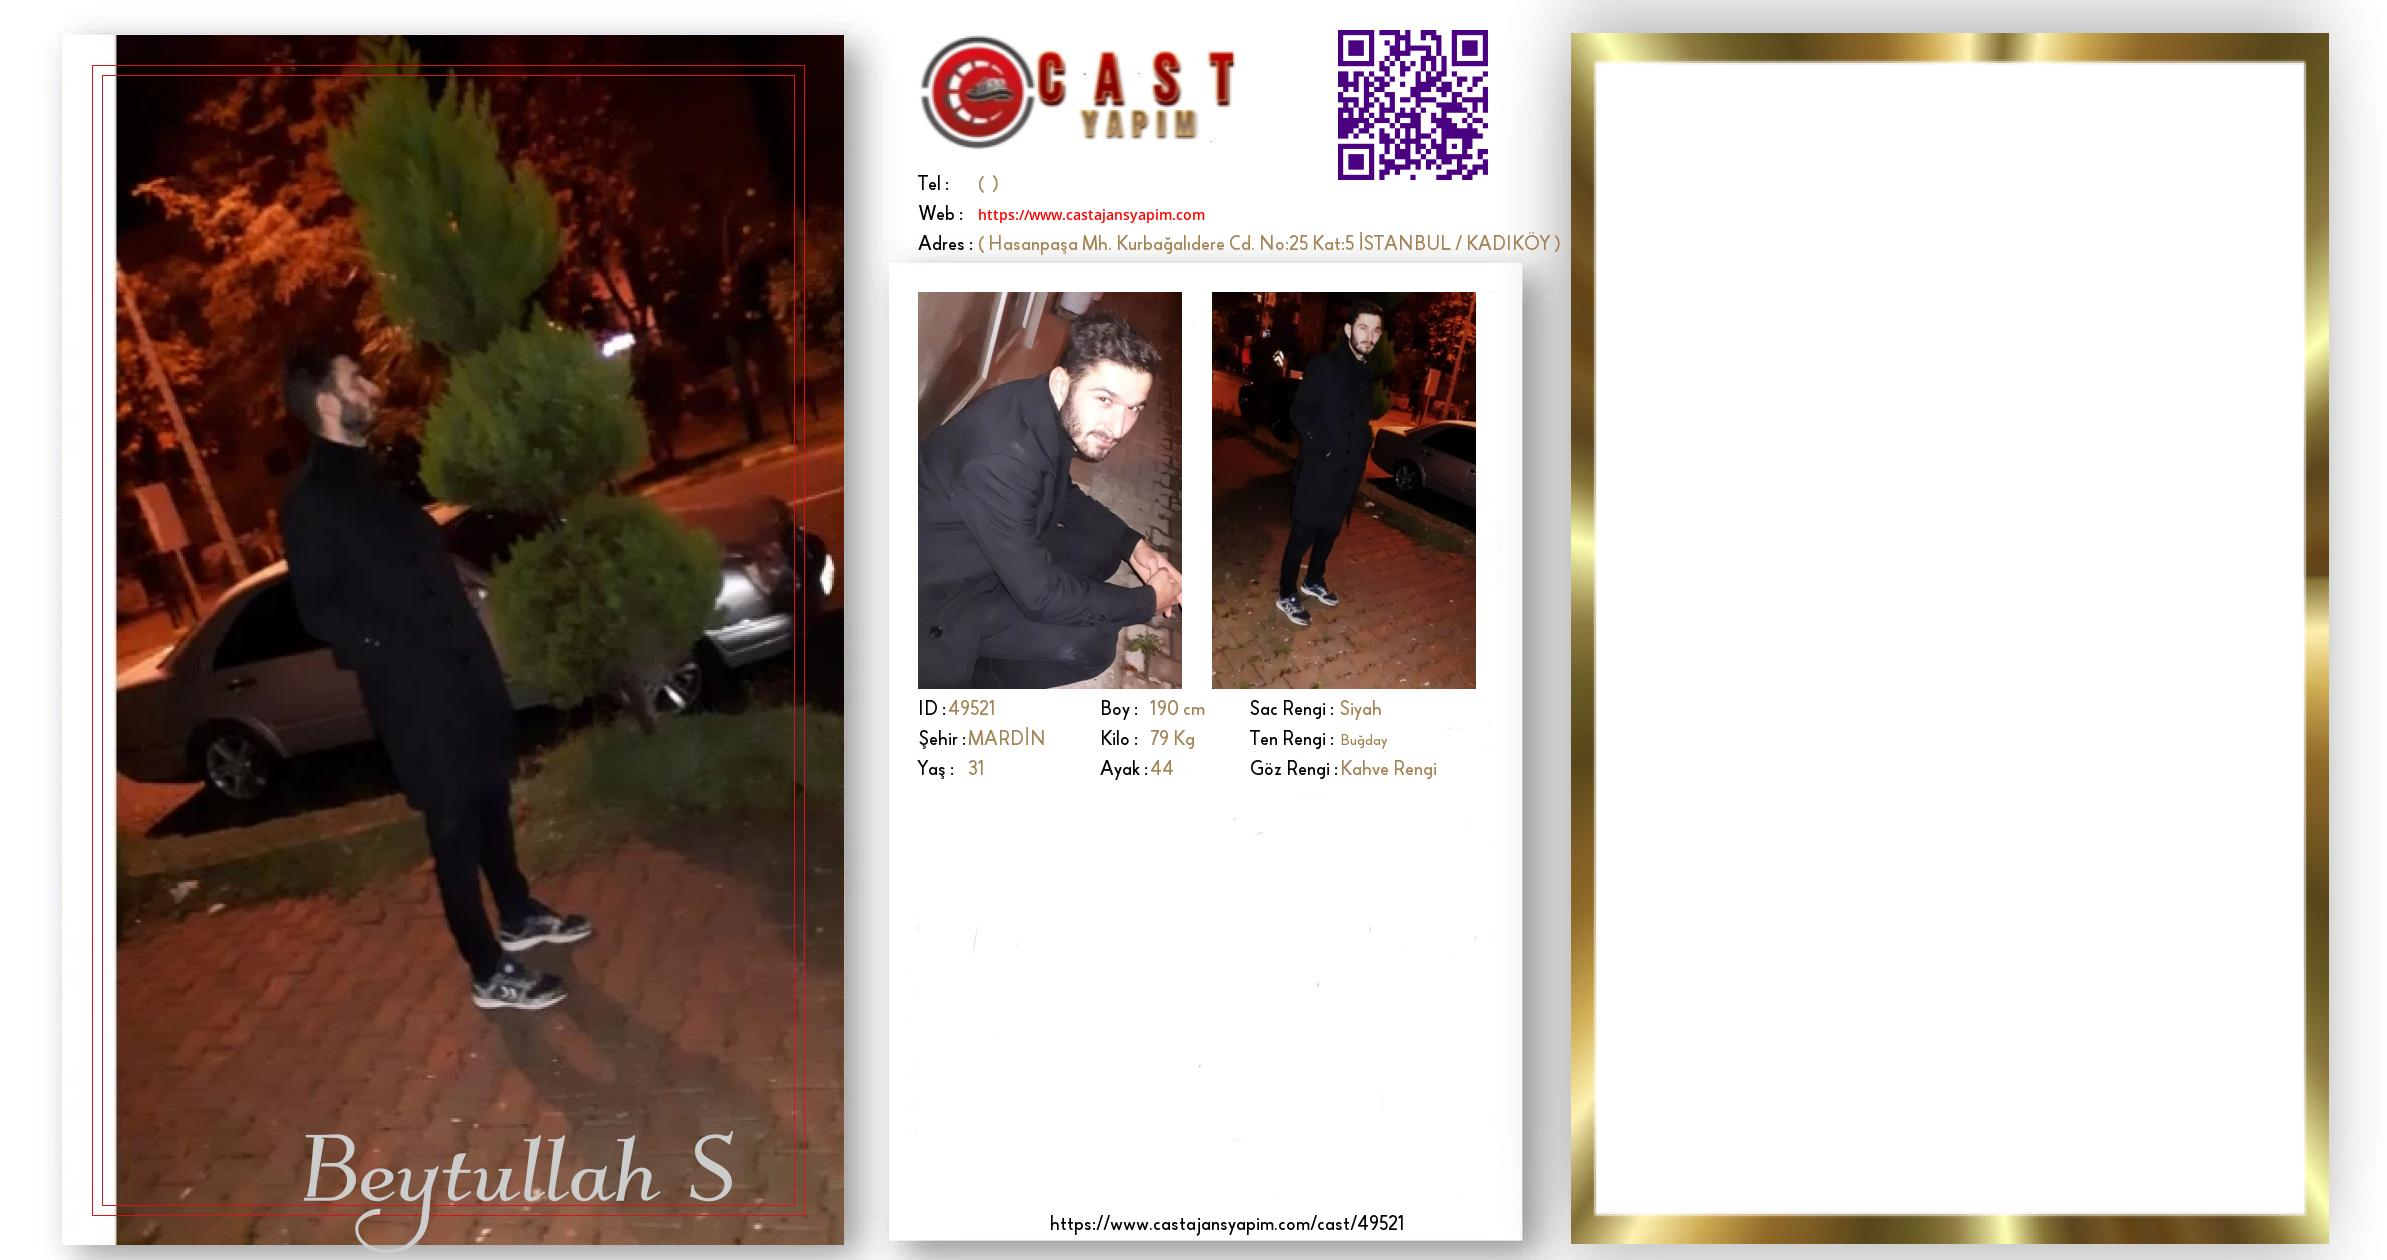 Beytullah S
CAST
YAPIM
Tel : ( )
Web : https://www.castajansyapim.com
Adres : ( Hasanpaşa Mh. Kurbağalıdere Cd. No:25 Kat:5 İSTANBUL / KADIKÖY )
ID : 49521 Boy : 190 cm Sac Rengi : Siyah
Şehir : MARDİN Kilo : 79 Kg Ten Rengi : Buğday
Yaş : 31 Ayak : 44 Göz Rengi : Kahve Rengi
https://www.castajansyapim.com/cast/49521